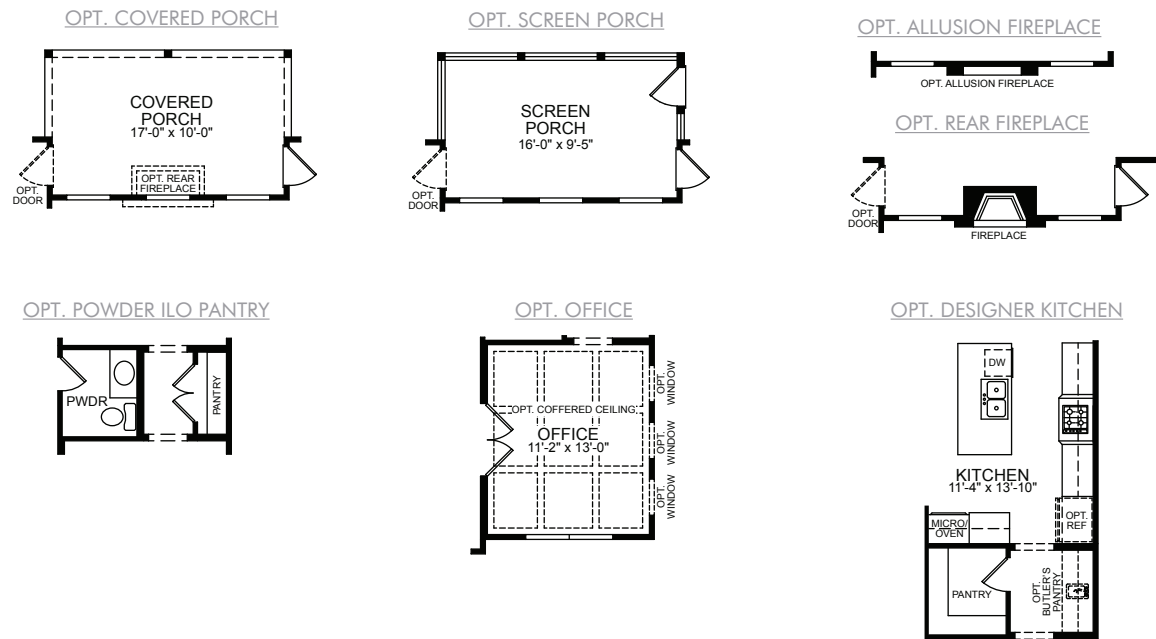 OPT. COVERED PORCH
COVERED
PORCH
17'-0" x 10'-0"
OPT. REAR
FIREPLACE
OPT.
DOOR
OPT. SCREEN PORCH
SCREEN
PORCH
16'-0" x 9'-5"
OPT.
DOOR
OPT. ALLUSION FIREPLACE
OPT. ALLUSION FIREPLACE
OPT. REAR FIREPLACE
OPT.
DOOR
FIREPLACE
OPT. POWDER ILO PANTRY
PWDR
PANTRY
OPT. OFFICE
OPT. COFFERED CEILING
OFFICE
11'-2" x 13'-0"
OPT.
WINDOW
OPT.
WINDOW
OPT.
WINDOW
OPT. DESIGNER KITCHEN
DW
KITCHEN
11'-4" x 13'-10"
MICRO/
OVEN
OPT.
REF
PANTRY
OPT.
BUTLER'S
PANTRY